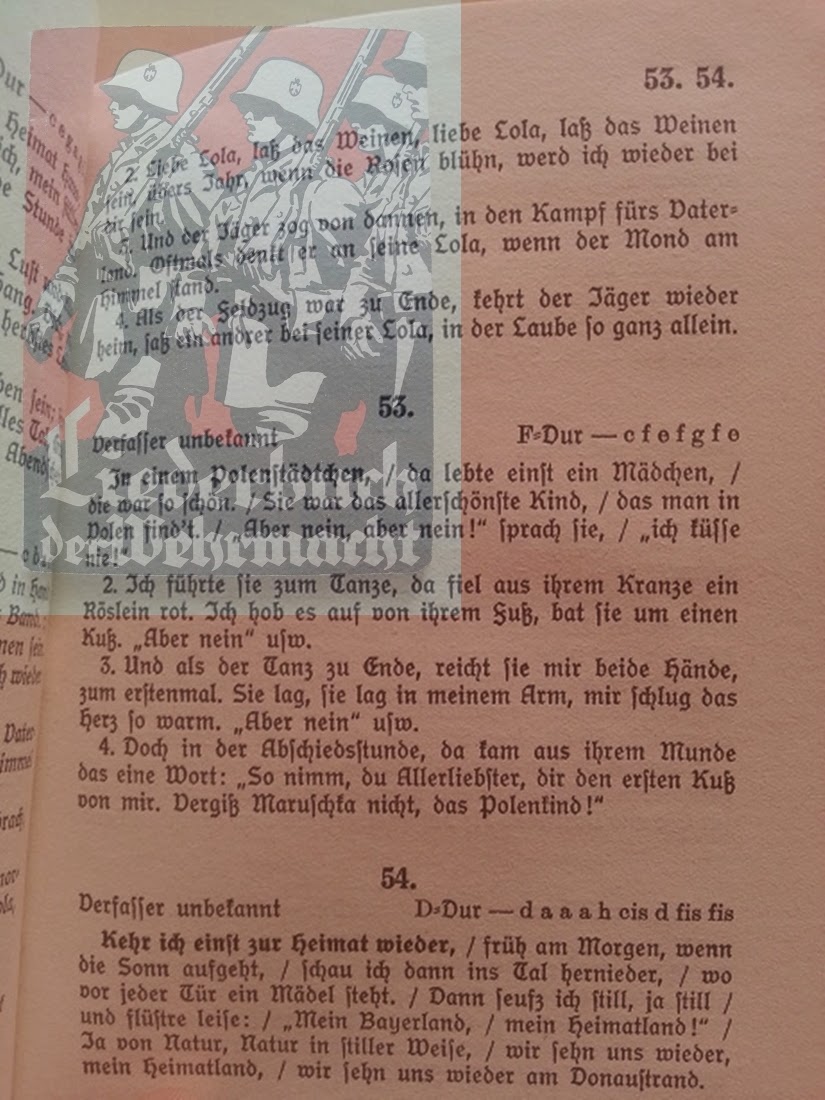 53. 54.
2. Liebe Lola, laß das Weinen, liebe Lola, laß das Weinen
sein, übers Jahr, wenn die Rosen blühn, werd ich wieder bei
dir sein.
3. Und der Jäger zog von dannen, in den Kampf fürs Vater=
land. Oftmals denkt er an seine Lola, wenn der Mond am
Himmel stand.
4. Als der Feldzug war zu Ende, kehrt der Jäger wieder
heim, saß ein andrer bei seiner Lola, in der Laube so ganz allein.
53.
Verfasser unbekannt F=Dur — c f e f g f e
In einem Polenstädtchen, / da lebte einst ein Mädchen, /
die war so schön. / Sie war das allerschönste Kind, / das man in
Polen find't. / „Aber nein, aber nein!“ sprach sie, / „ich küsse
nie!“
Liederbuch
der Wehrmacht
2. Ich führte sie zum Tanze, da fiel aus ihrem Kranze ein
Röslein rot. Ich hob es auf von ihrem Fuß, bat sie um einen
Kuß. „Aber nein“ usw.
3. Und als der Tanz zu Ende, reicht sie mir beide Hände,
zum erstenmal. Sie lag, sie lag in meinem Arm, mir schlug das
Herz so warm. „Aber nein“ usw.
4. Doch in der Abschiedsstunde, da kam aus ihrem Munde
das eine Wort: „So nimm, du Allerliebster, dir den ersten Kuß
von mir. Vergiß Maruschka nicht, das Polenkind!“
54.
Verfasser unbekannt D=Dur — d a a a h cis d fis fis
Kehr ich einst zur Heimat wieder, / früh am Morgen, wenn
die Sonn aufgeht, / schau ich dann ins Tal hernieder, / wo
vor jeder Tür ein Mädel steht. / Dann seufz ich still, ja still /
und flüstre leise: / „Mein Bayerland, / mein Heimatland!“ /
Ja von Natur, Natur in stiller Weise, / wir sehn uns wieder,
mein Heimatland, / wir sehn uns wieder am Donaustrand.